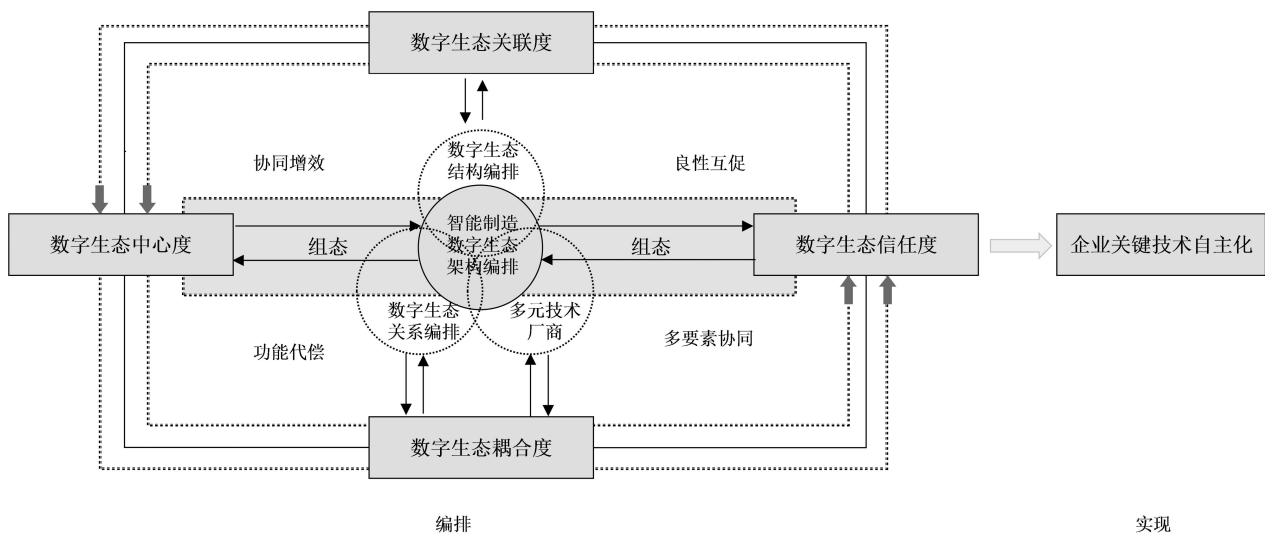 数字生态关联度
数字生态
结构编排
协同增效
良性互促
智能制造
数字生态
架构编排
数字生态中心度
组态
组态
数字生态信任度
企业关键技术自主化
数字生态
关系编排
多元技术
厂商
功能代偿
多要素协同
数字生态耦合度
编排
实现